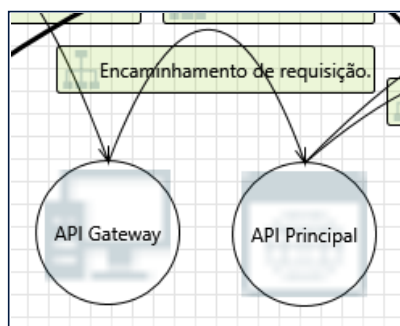 Encaminhamento de requisição.
API Gateway
API Principal